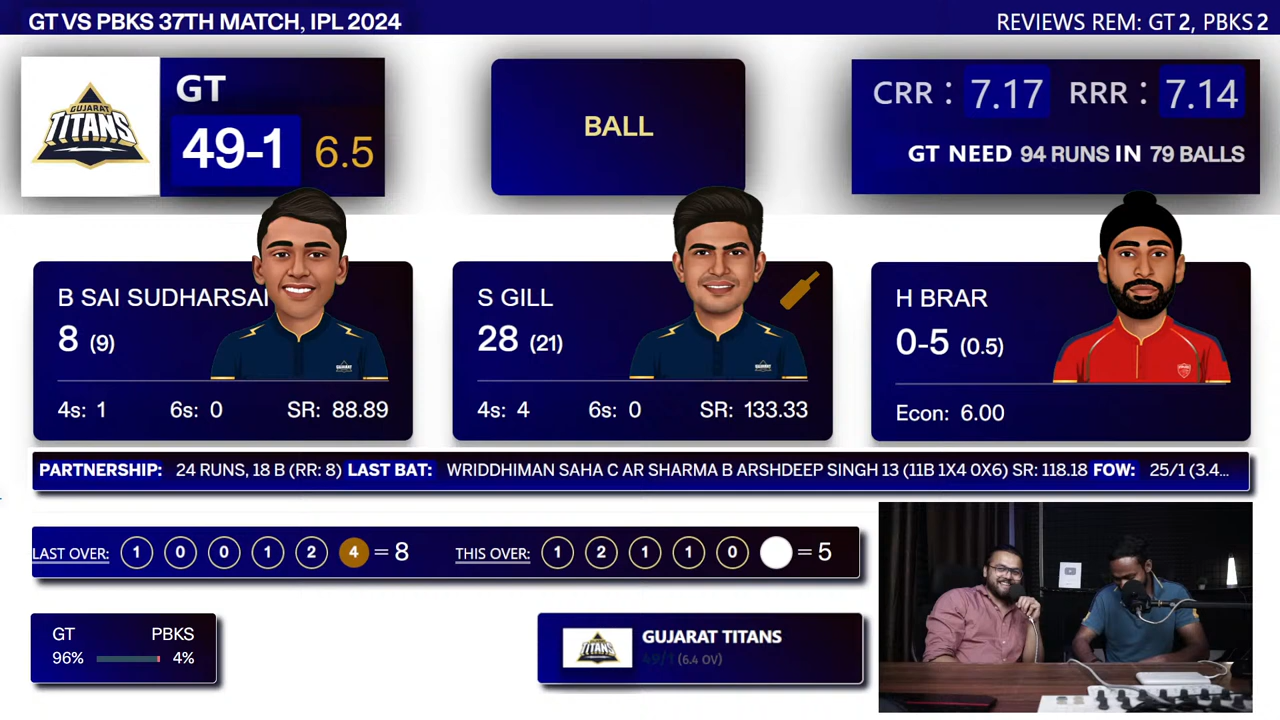 GT VS PBKS 37TH MATCH, IPL 2024
REVIEWS REM: GT 2, PBKS 2
GUJARAT
TITANS
GT
49-1 6.5
BALL
CRR : 7.17 RRR : 7.14
GT NEED 94 RUNS IN 79 BALLS
B SAI SUDHARSA
8 (9)
4s: 1 6s: 0 SR: 88.89
S GILL
28 (21)
4s: 4 6s: 0 SR: 133.33
H BRAR
0-5 (0.5)
Econ: 6.00
PARTNERSHIP: 24 RUNS, 18 B (RR: 8) LAST BAT: WRIDDHIMAN SAHA C AR SHARMA B ARSHDEEP SINGH 13 (11B 1X4 0X6) SR: 118.18 FOW: 25/1 (3.4...
LAST OVER: 1 0 0 1 2 4 = 8
THIS OVER: 1 2 1 1 0 = 5
GT PBKS
96% 4%
TITANS
GUJARAT TITANS
49/1 (6.4 OV)